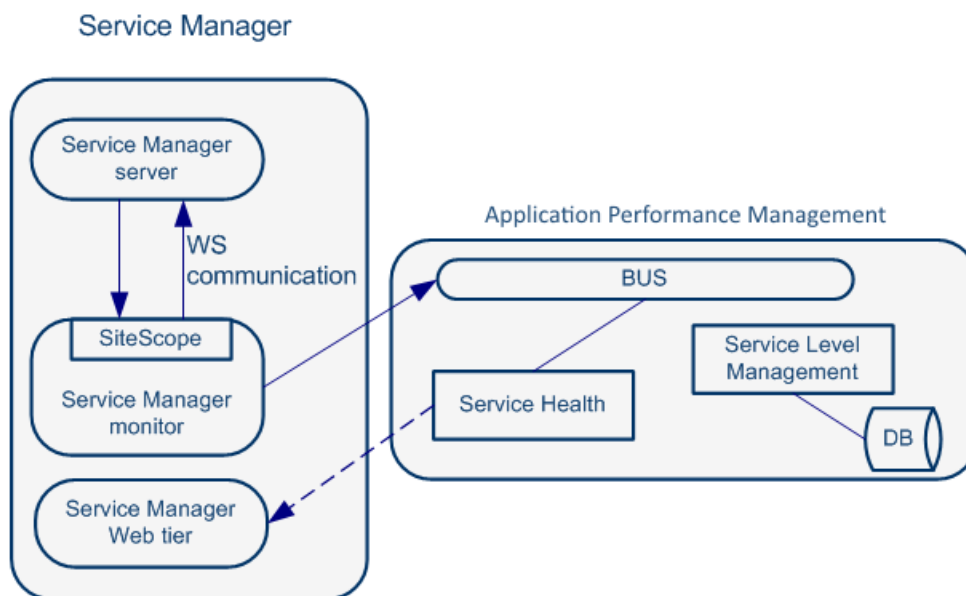 Service Manager
Service Manager
server
WS
communication
SiteScope
Service Manager
monitor
Service Manager
Web tier
Application Performance Management
BUS
Service Level
Management
Service Health
DB